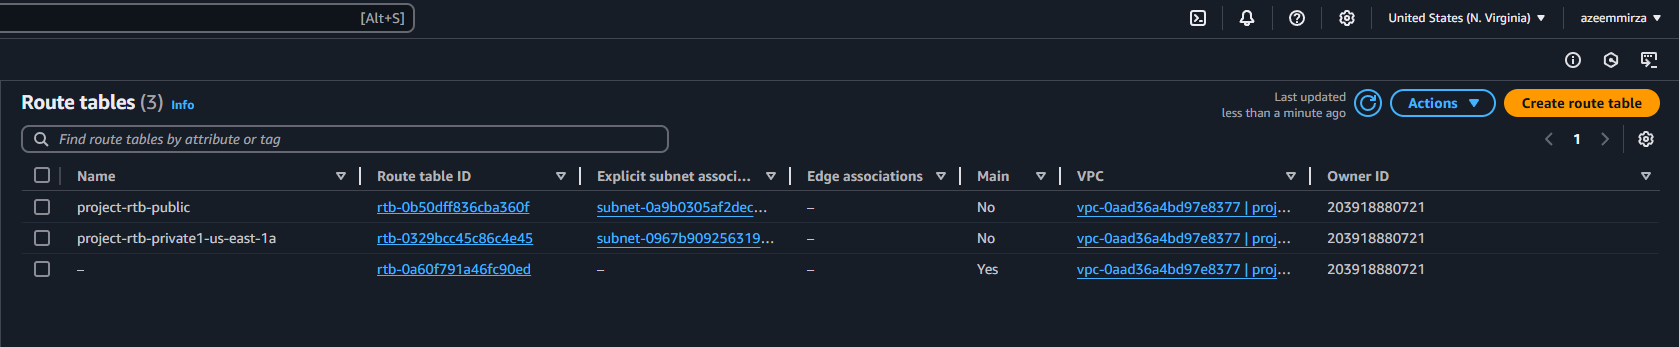 [Alt+S] United States (N. Virginia) azeemmirza
Route tables (3) Info Last updated less than a minute ago Actions Create route table
Find route tables by attribute or tag 1
Name Route table ID Explicit subnet associ... Edge associations Main VPC Owner ID
project-rtb-public rtb-0b50dff836cba360f subnet-0a9b0305af2dec... – No vpc-0aad36a4bd97e8377 | proj... 203918880721
project-rtb-private1-us-east-1a rtb-0329bcc45c86c4e45 subnet-0967b909256319... – No vpc-0aad36a4bd97e8377 | proj... 203918880721
– rtb-0a60f791a46fc90ed – – Yes vpc-0aad36a4bd97e8377 | proj... 203918880721